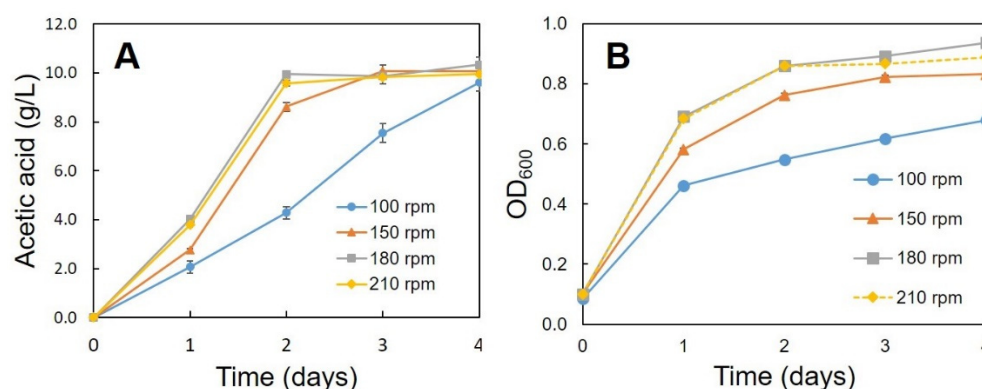 A
Acetic acid (g/L)
12.0
10.0
8.0
6.0
4.0
2.0
0.0
100 rpm
150 rpm
180 rpm
210 rpm
0 1 2 3 4
Time (days)
B
OD₆₀₀
1.0
0.8
0.6
0.4
0.2
0.0
100 rpm
150 rpm
180 rpm
210 rpm
0 1 2 3
Time (days)